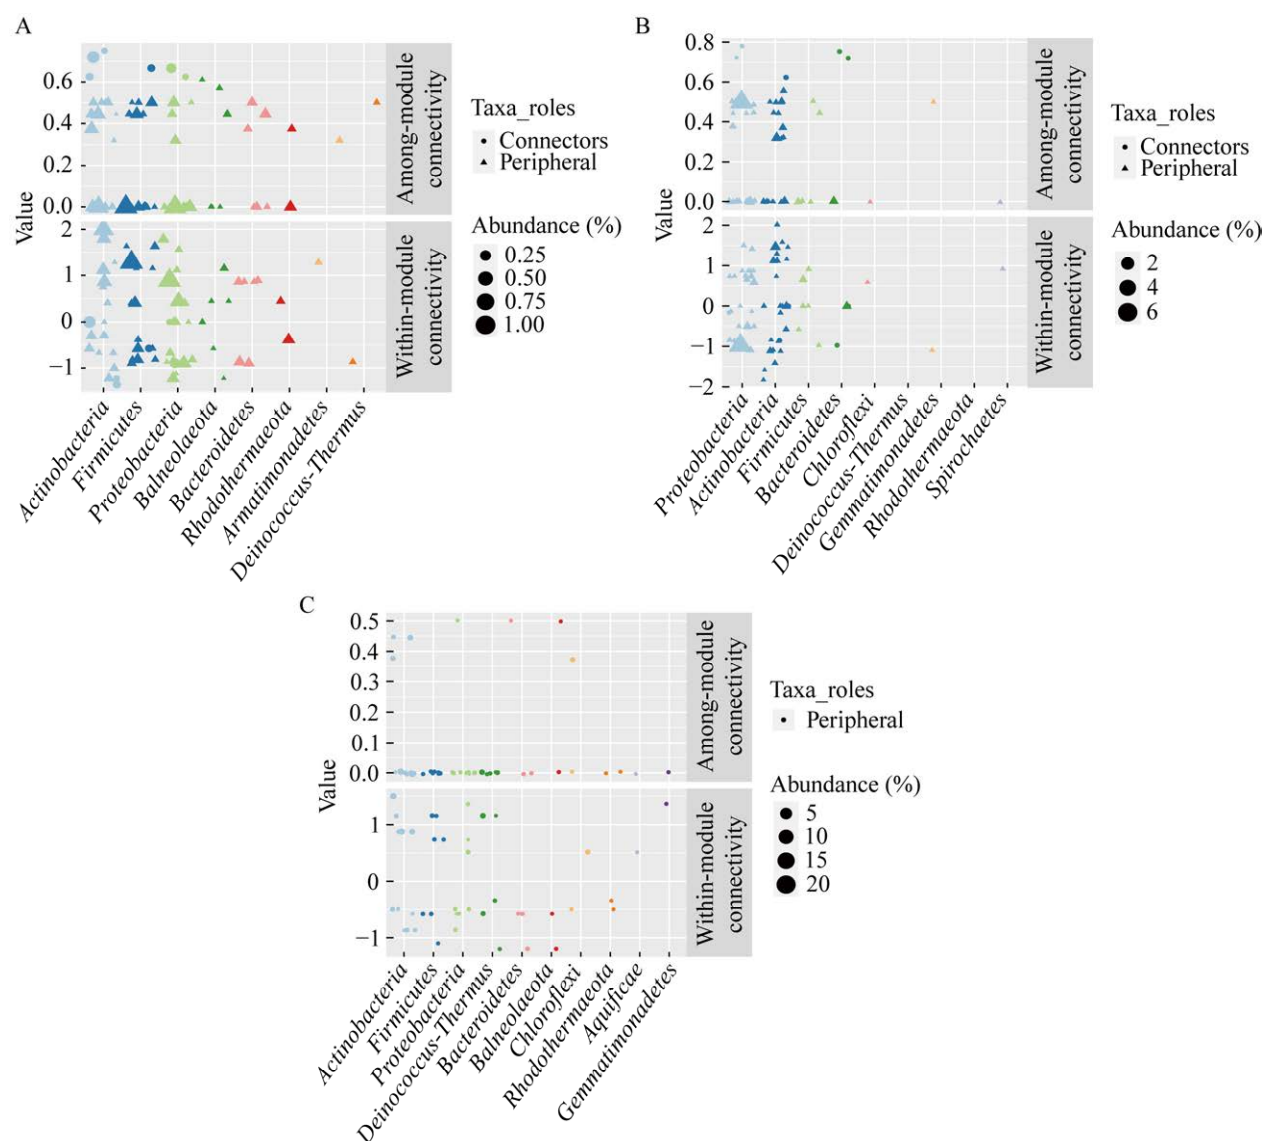 A
0.6
0.4
0.2
0.0
2
1
0
−1
Value
Among-module
connectivity
Within-module
connectivity
Actinobacteria
Firmicutes
Proteobacteria
Balneolaeota
Bacteroidetes
Rhodothermaeota
Armatimonadetes
Deinococcus-Thermus
Taxa_roles
Connectors
Peripheral
Abundance (%)
0.25
0.50
0.75
1.00
B
0.8
0.6
0.4
0.2
0.0
2
1
0
−1
−2
Value
Among-module
connectivity
Within-module
connectivity
Proteobacteria
Actinobacteria
Firmicutes
Bacteroidetes
Chloroflexi
Deinococcus-Thermus
Gemmatimonadetes
Rhodothermaeota
Spirochaetes
Taxa_roles
Connectors
Peripheral
Abundance (%)
2
4
6
C
0.5
0.4
0.3
0.2
0.1
0.0
1
0
−1
Value
Among-module
connectivity
Within-module
connectivity
Actinobacteria
Firmicutes
Proteobacteria
Deinococcus-Thermus
Bacteroidetes
Balneolaeota
Chloroflexi
Rhodothermaeota
Aquificae
Gemmatimonadetes
Taxa_roles
Peripheral
Abundance (%)
5
10
15
20